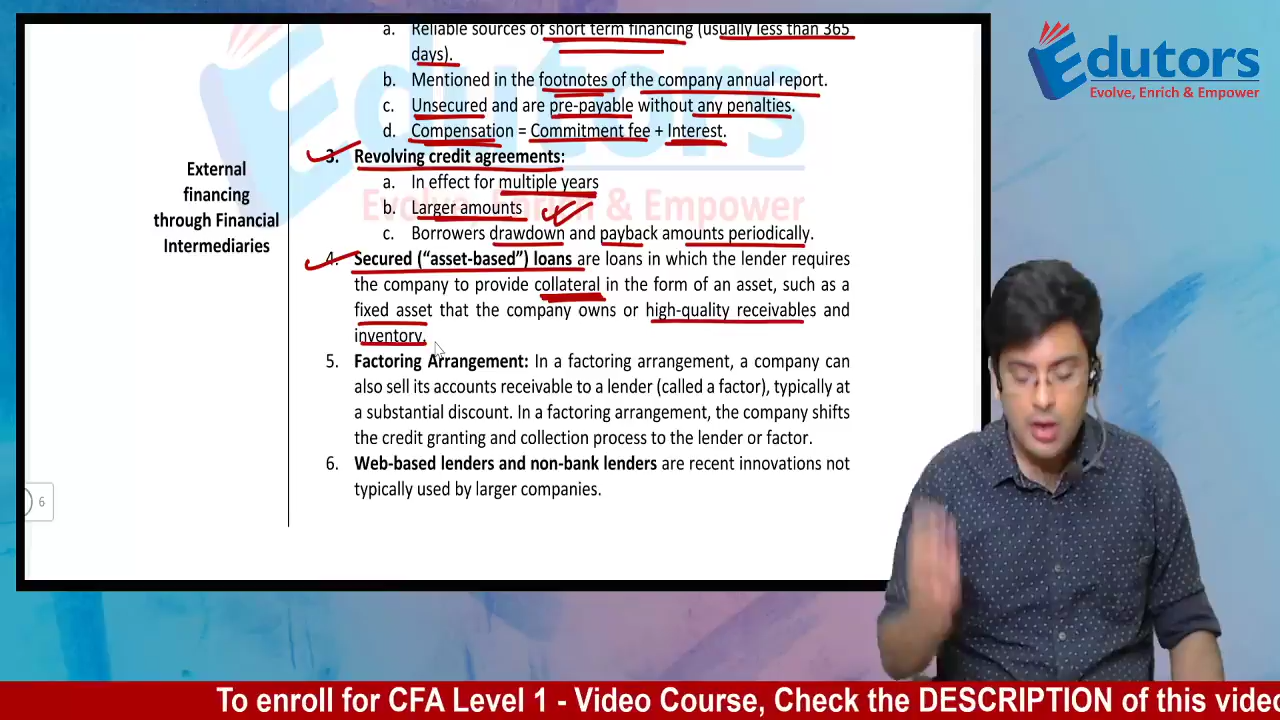 a. Reliable sources of short term financing (usually less than 365
days).
b. Mentioned in the footnotes of the company annual report.
c. Unsecured and are pre-payable without any penalties.
d. Compensation = Commitment fee + Interest.
3. Revolving credit agreements:
a. In effect for multiple years
b. Larger amounts
c. Borrowers drawdown and payback amounts periodically.
4. Secured ("asset-based") loans are loans in which the lender requires
the company to provide collateral in the form of an asset, such as a
fixed asset that the company owns or high-quality receivables and
inventory.
5. Factoring Arrangement: In a factoring arrangement, a company can
also sell its accounts receivable to a lender (called a factor), typically at
a substantial discount. In a factoring arrangement, the company shifts
the credit granting and collection process to the lender or factor.
6. Web-based lenders and non-bank lenders are recent innovations not
typically used by larger companies.
External
financing
through Financial
Intermediaries
6
Edutors
Evolve, Enrich & Empower
Edutors
Evolve, Enrich & Empower
To enroll for CFA Level 1 - Video Course, Check the DESCRIPTION of this video